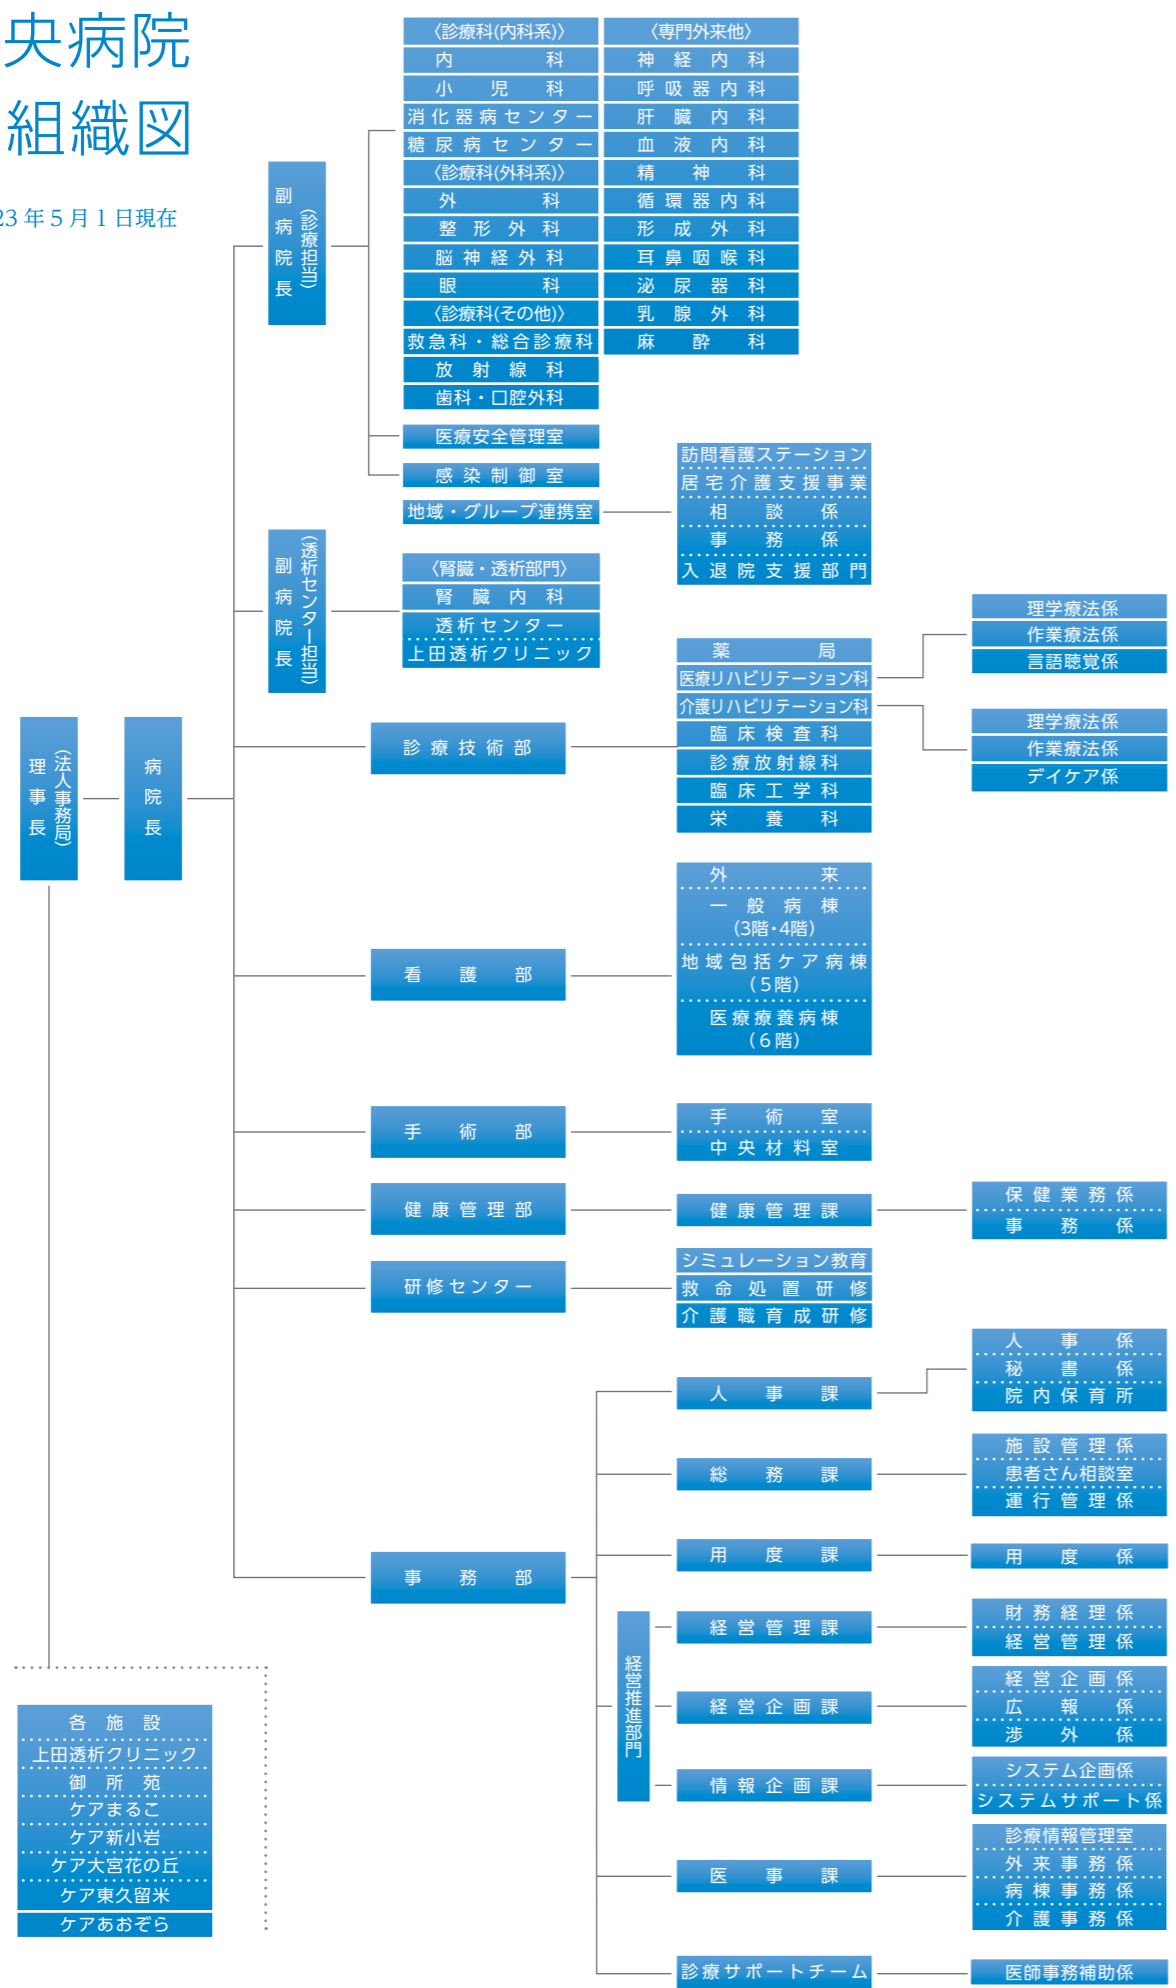 央病院
組織図
23年5月1日現在
理事長
(法人事務局)
病院長
副病院長
(診療担当)
〈診療科(内科系)〉
内科
小児科
消化器病センター
糖尿病センター
〈診療科(外科系)〉
外科
整形外科
脳神経外科
眼科
〈診療科(その他)〉
救急科・総合診療科
放射線科
歯科・口腔外科
〈専門外来他〉
神経内科
呼吸器内科
肝臓内科
血液内科
精神科
循環器内科
形成外科
耳鼻咽喉科
泌尿器科
乳腺外科
麻酔科
医療安全管理室
感染制御室
地域・グループ連携室
訪問看護ステーション
居宅介護支援事業
相談係
事務係
入退院支援部門
副病院長
(透析センター担当)
〈腎臓・透析部門〉
腎臓内科
透析センター
上田透析クリニック
診療技術部
薬局
医療リハビリテーション科
介護リハビリテーション科
臨床検査科
診療放射線科
臨床工学科
栄養科
理学療法係
作業療法係
言語聴覚係
理学療法係
作業療法係
デイケア係
看護部
外来
一般病棟
(3階・4階)
地域包括ケア病棟
(5階)
医療療養病棟
(6階)
手術部
手術室
中央材料室
健康管理部
健康管理課
保健業務係
事務係
研修センター
シミュレーション教育
救命処置研修
介護職育成研修
事務部
人事課
人事係
秘書係
院内保育所
総務課
施設管理係
患者さん相談室
運行管理係
用度課
用度係
経営推進部門
経営管理課
財務経理係
経営管理係
経営企画課
経営企画係
広報係
渉外係
情報企画課
システム企画係
システムサポート係
医事課
診療情報管理室
外来事務係
病棟事務係
介護事務係
診療サポートチーム
医師事務補助係
各施設
上田透析クリニック
御所苑
ケアまるこ
ケア新小岩
ケア大宮花の丘
ケア東久留米
ケアあおぞら